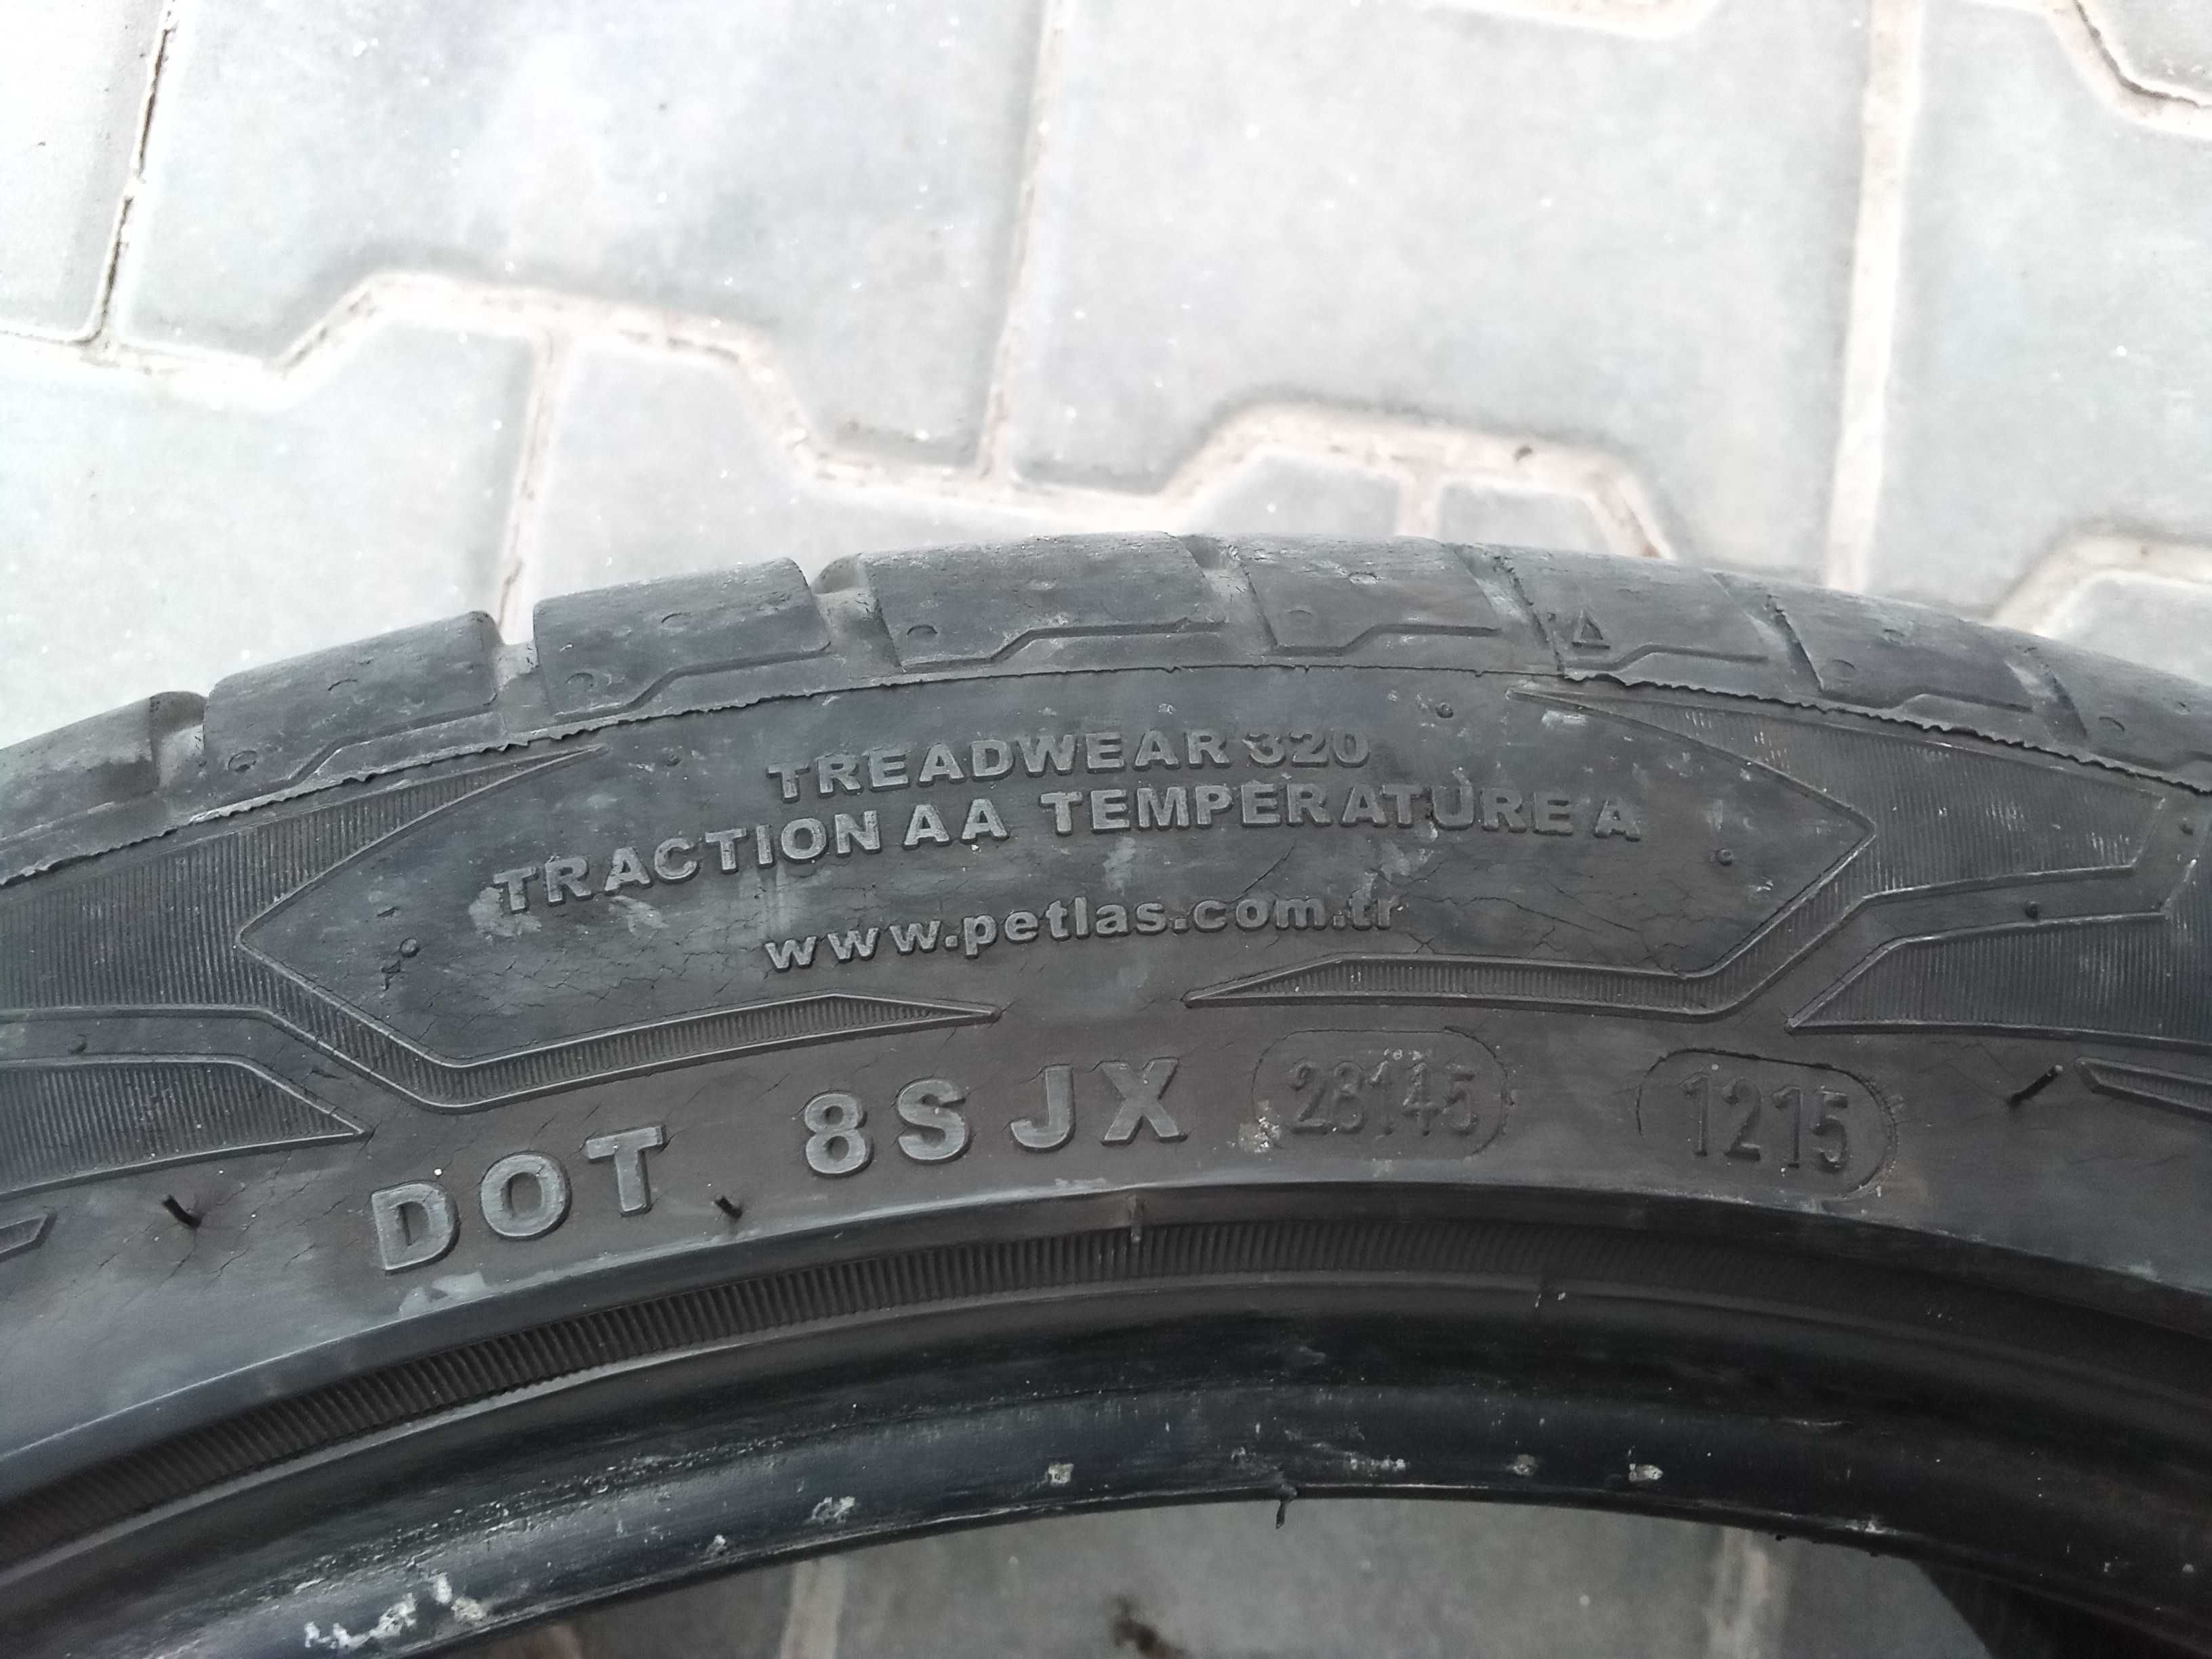 TREADWEAR 320
TRACTION AA TEMPERATURE A
www.petlas.com.tr
DOT 8S JX 28145 1215